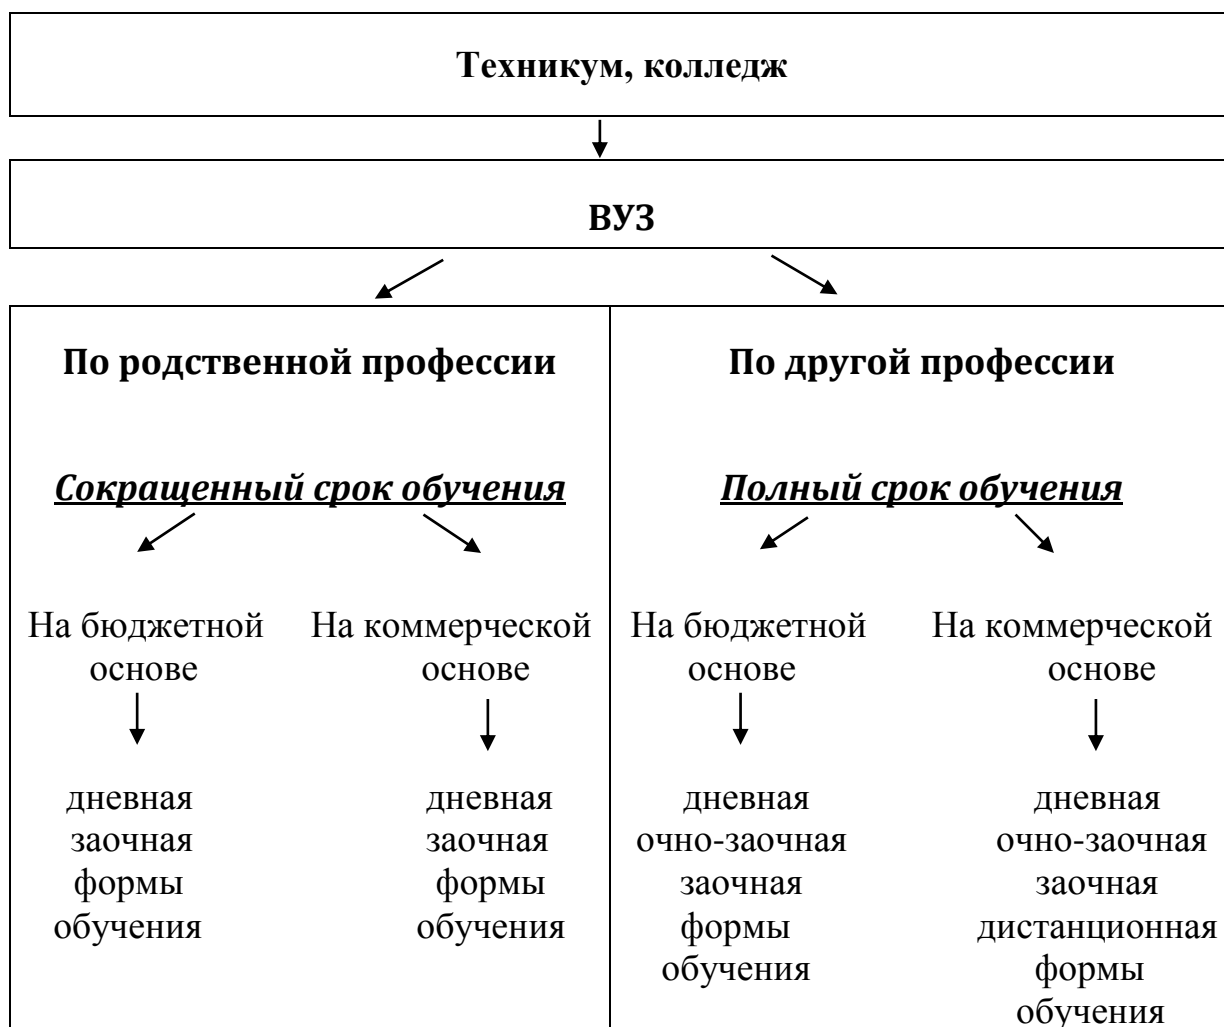 Техникум, колледж
ВУЗ
По родственной профессии
Сокращенный срок обучения
На бюджетной
основе
дневная
заочная
формы
обучения
На коммерческой
основе
дневная
заочная
формы
обучения
По другой профессии
Полный срок обучения
На бюджетной
основе
дневная
очно-заочная
заочная
формы
обучения
На коммерческой
основе
дневная
очно-заочная
заочная
дистанционная
формы
обучения